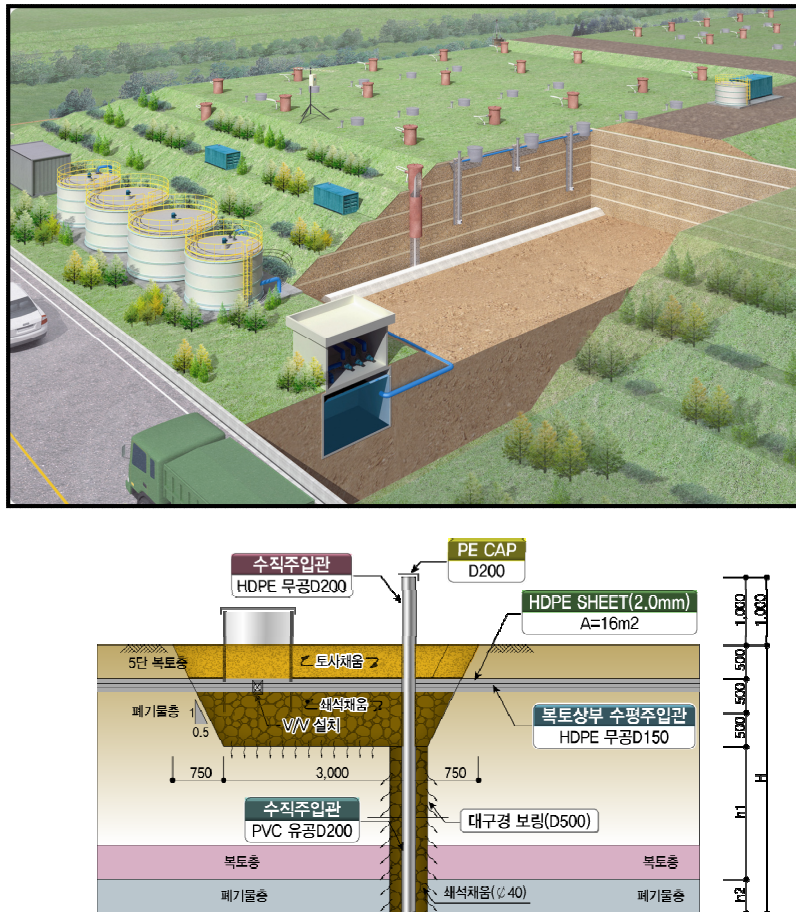 PE CAP
D200
수직주입관
HDPE 무공D200
HDPE SHEET(2.0mm)
A=16m2
1,000
1,000
5단 복토층
토사채움
500
폐기물층
1
0.5
쇄석채움
V/V 설치
500
복토상부 수평주입관
HDPE 무공D150
500
750
3,000
750
H
수직주입관
PVC 유공D200
대구경 보링(D500)
h1
복토층
복토층
폐기물층
쇄석채움(∅40)
폐기물층
h2